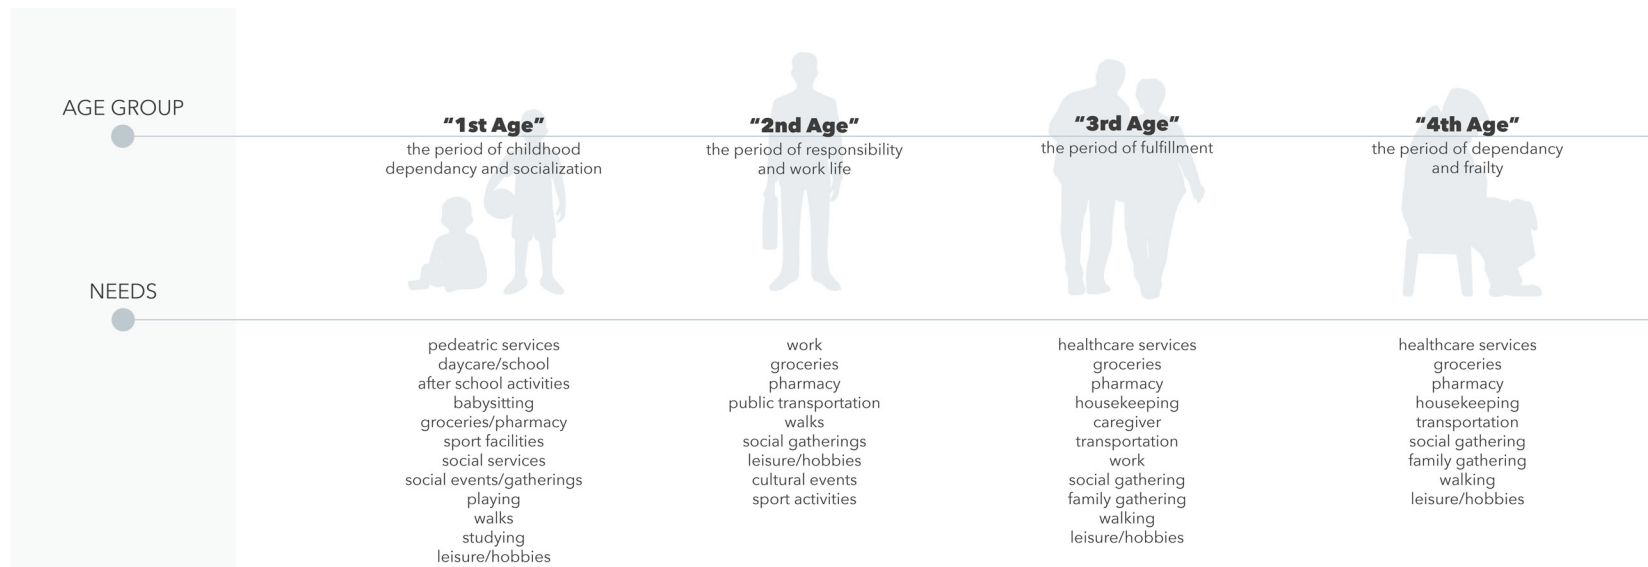 AGE GROUP
“1st Age”
the period of childhood
dependancy and socialization
“2nd Age”
the period of responsibility
and work life
“3rd Age”
the period of fulfillment
“4th Age”
the period of dependancy
and frailty
NEEDS
pedeatric services
daycare/school
after school activities
babysitting
groceries/pharmacy
sport facilities
social services
social events/gatherings
playing
walks
studying
leisure/hobbies
work
groceries
pharmacy
public transportation
walks
social gatherings
leisure/hobbies
cultural events
sport activities
healthcare services
groceries
pharmacy
housekeeping
caregiver
transportation
work
social gathering
family gathering
walking
leisure/hobbies
healthcare services
groceries
pharmacy
housekeeping
transportation
social gathering
family gathering
walking
leisure/hobbies